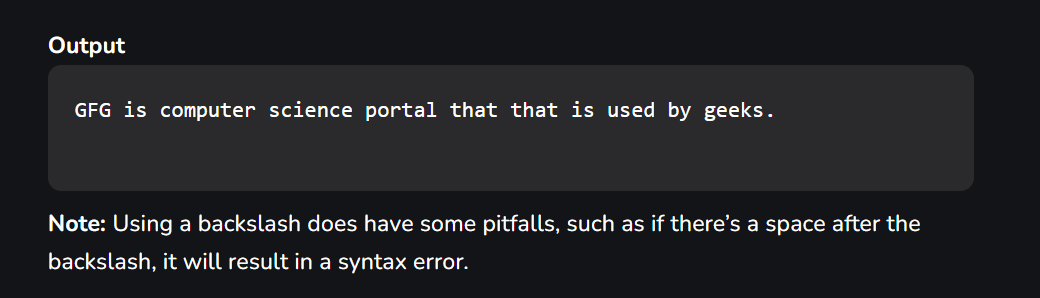 Output
GFG is computer science portal that that is used by geeks.
Note: Using a backslash does have some pitfalls, such as if there’s a space after the
backslash, it will result in a syntax error.